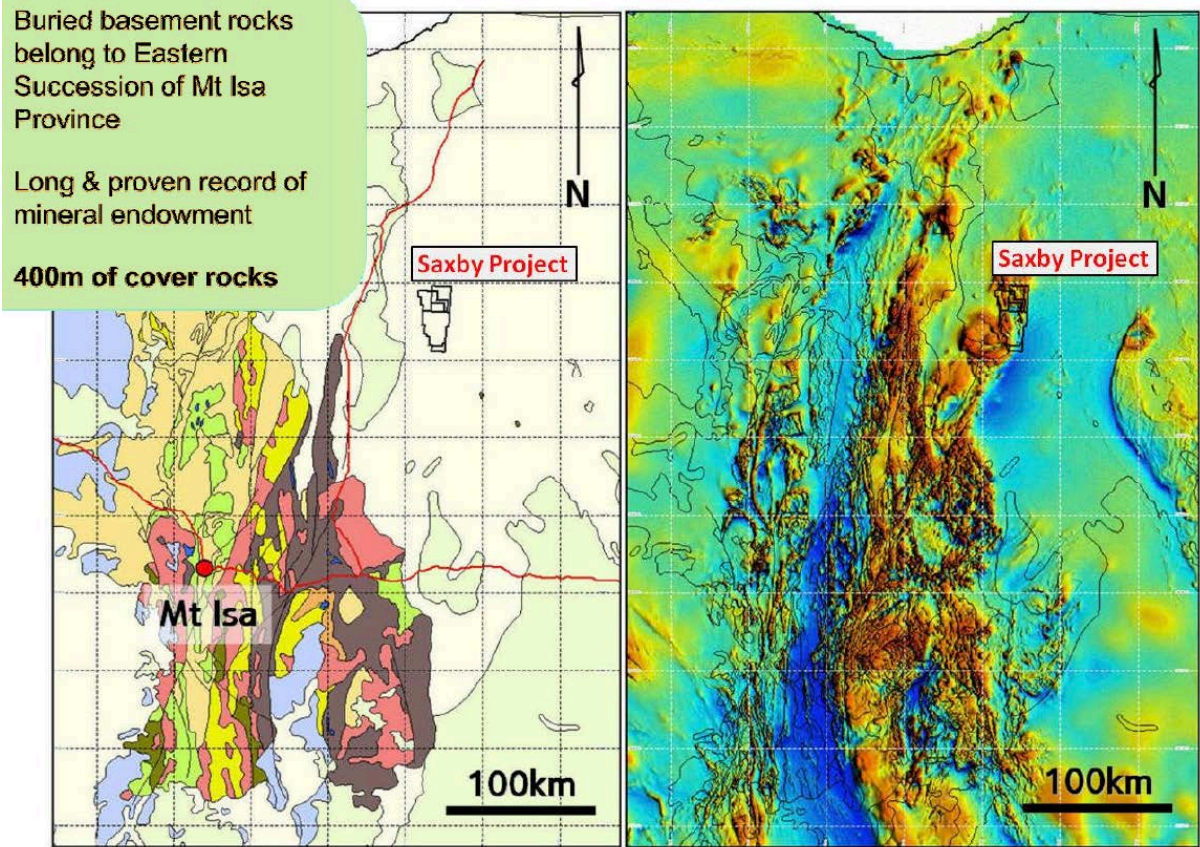 Buried basement rocks
belong to Eastern
Succession of Mt Isa
Province
Long & proven record of
mineral endowment
400m of cover rocks
N
Saxby Project
Mt Isa
100km
N
Saxby Project
100km